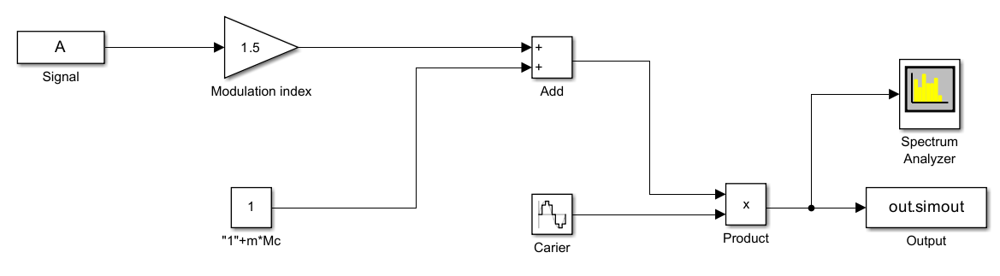 A
Signal
1.5
Modulation index
+
+
Add
Spectrum
Analyzer
1
"1"+m*Mc
Carier
x
Product
out.simout
Output